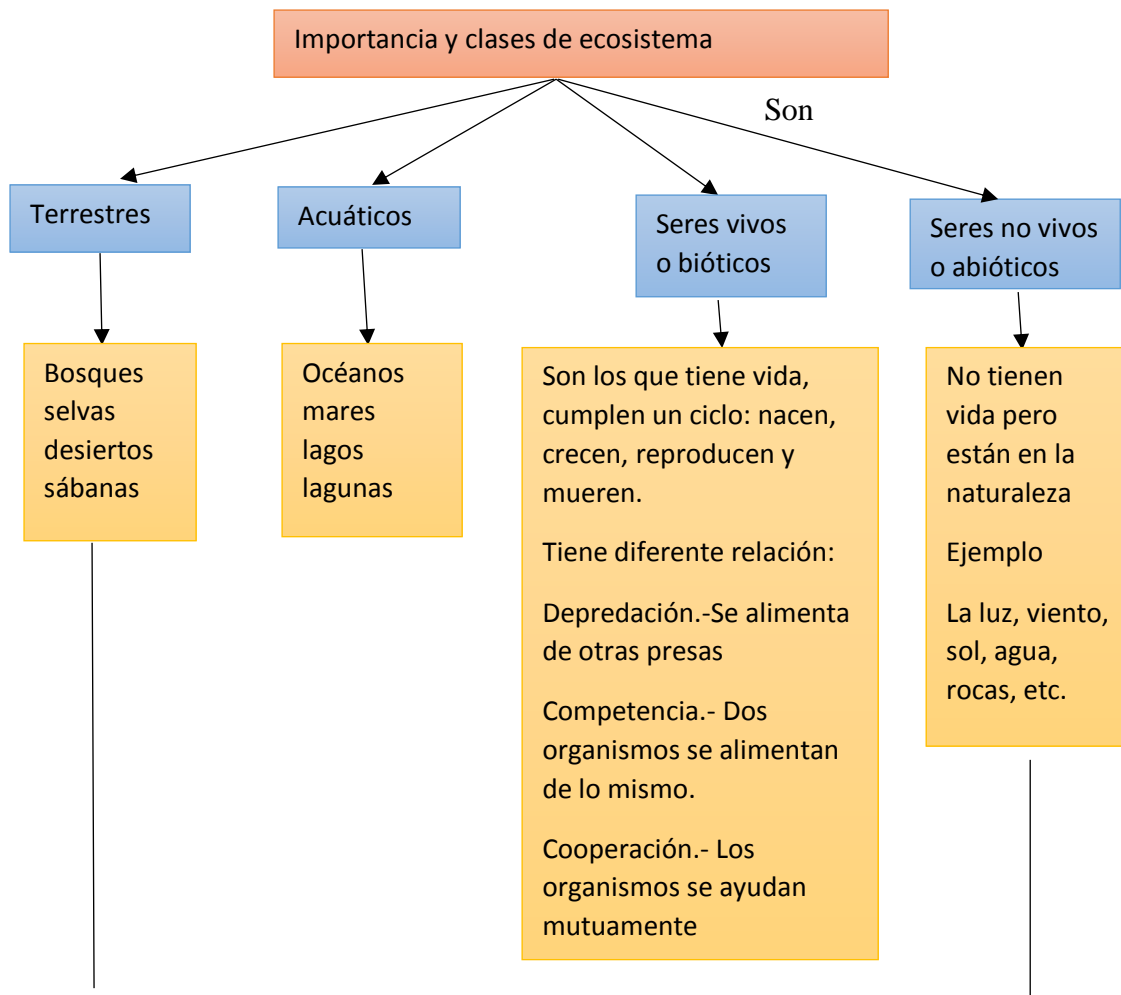 Importancia y clases de ecosistema
Son
Terrestres
Acuáticos
Seres vivos
o bióticos
Seres no vivos
o abióticos
Bosques
selvas
desiertos
sábanas
Océanos
mares
lagos
lagunas
Son los que tiene vida,
cumplen un ciclo: nacen,
crecen, reproducen y
mueren.
Tiene diferente relación:
Depredación.-Se alimenta
de otras presas
Competencia.- Dos
organismos se alimentan
de lo mismo.
Cooperación.- Los
organismos se ayudan
mutuamente
No tienen
vida pero
están en la
naturaleza
Ejemplo
La luz, viento,
sol, agua,
rocas, etc.